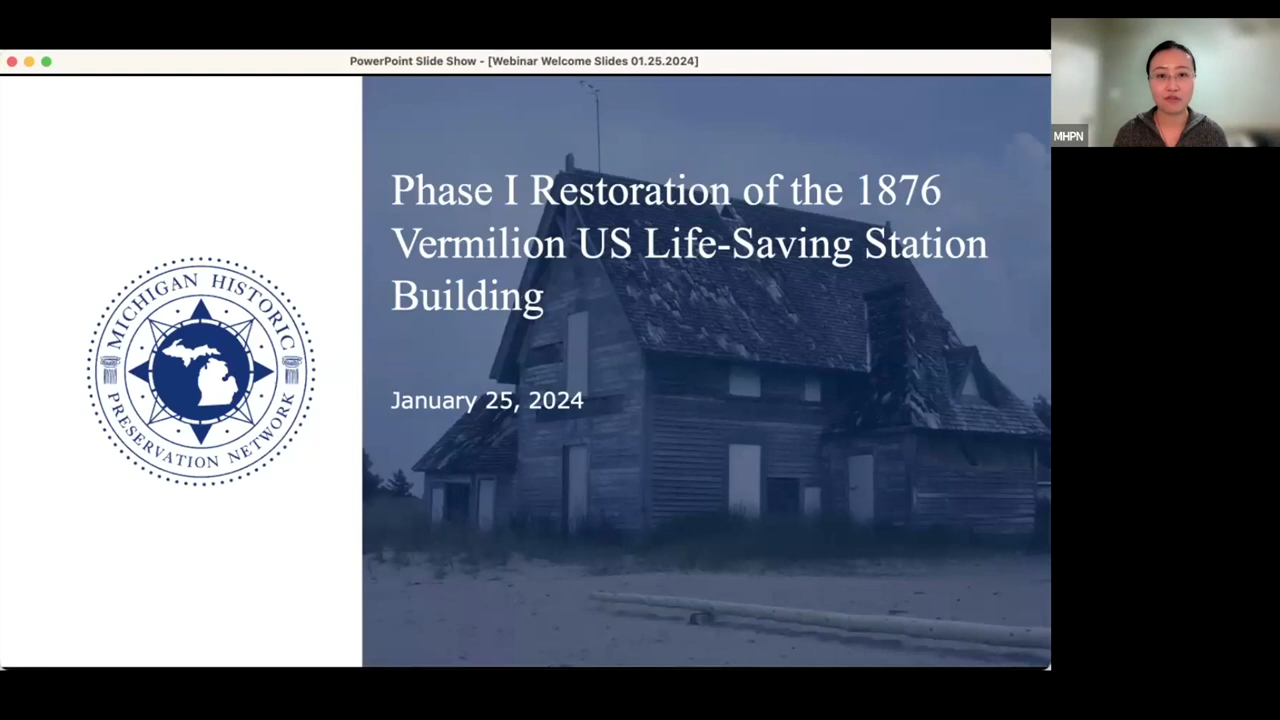 PowerPoint Slide Show - [Webinar Welcome Slides 01.25.2024]
MHPN
Phase I Restoration of the 1876
Vermilion US Life-Saving Station
Building
January 25, 2024
MICHIGAN HISTORIC
PRESERVATION NETWORK